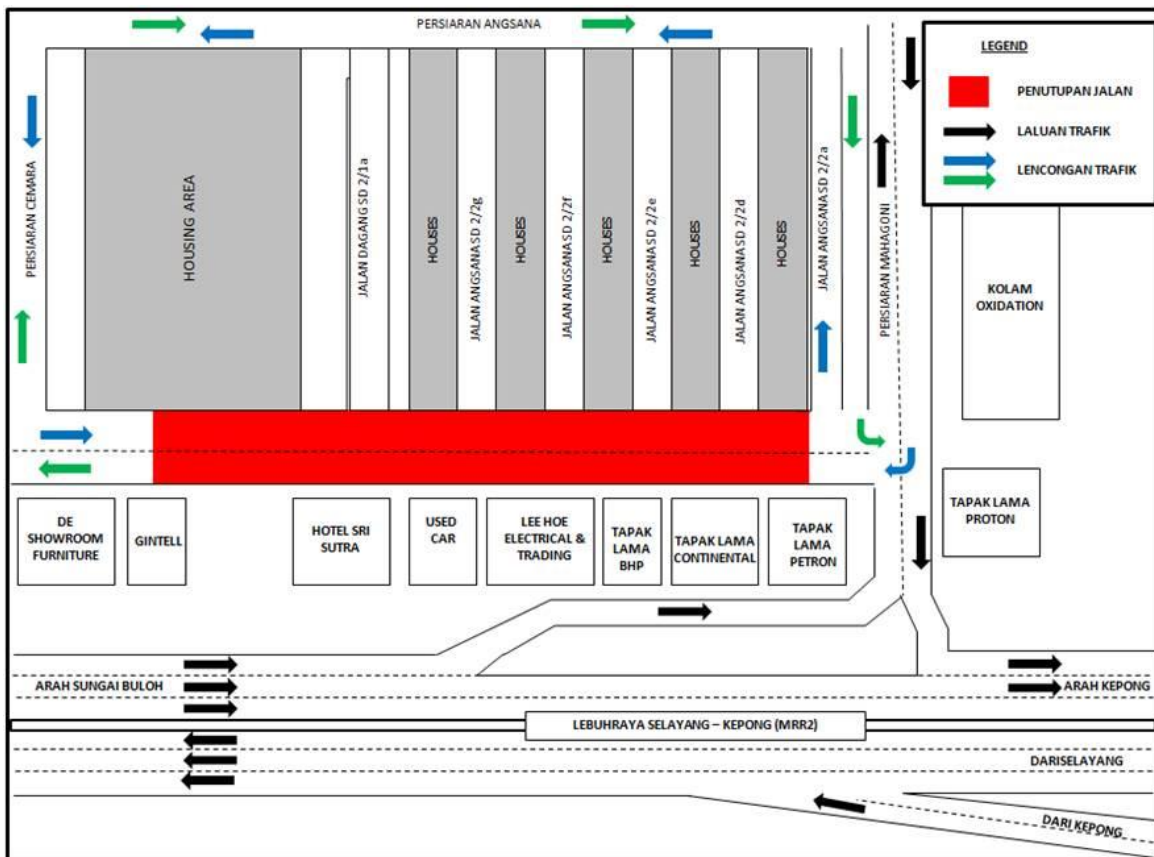 PERSIARAN ANGSANA
LEGEND
PENUTUPAN JALAN
LALUAN TRAFIK
LENCONGAN TRAFIK
PERSIARAN CEMARA
HOUSING AREA
JALAN DAGANG SD 2/1a
HOUSES
JALAN ANGSANA SD 2/2g
HOUSES
JALAN ANGSANA SD 2/2f
HOUSES
JALAN ANGSANA SD 2/2e
HOUSES
JALAN ANGSANA SD 2/2d
HOUSES
JALAN ANGSANA SD 2/2a
PERSIARAN MAHAGONI
KOLAM
OXIDATION
DE
SHOWROOM
FURNITURE
GINTELL
HOTEL SRI
SUTRA
USED
CAR
LEE HOE
ELECTRICAL &
TRADING
TAPAK
LAMA
BHP
TAPAK LAMA
CONTINENTAL
TAPAK
LAMA
PETRON
TAPAK LAMA
PROTON
ARAH SUNGAI BULOH
ARAH KEPONG
LEBUHRAYA SELAYANG – KEPONG (MRR2)
DARISELAYANG
DARI KEPONG